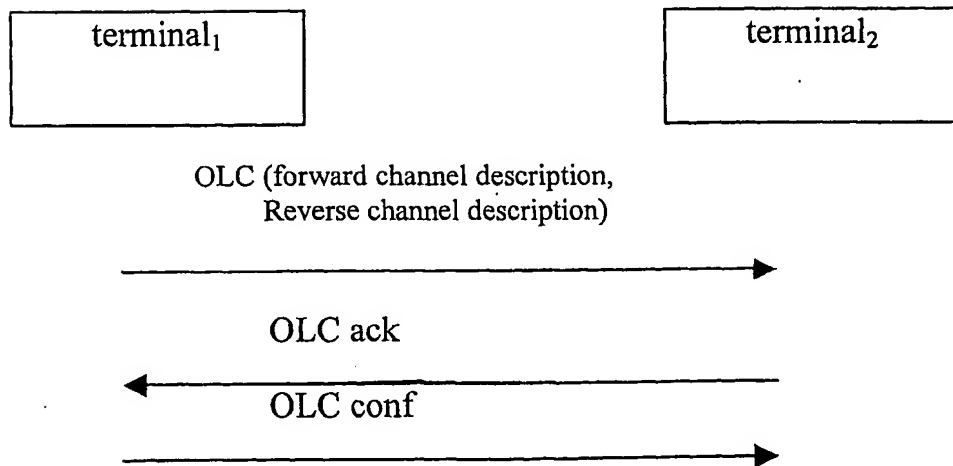 terminal₁
terminal₂
OLC (forward channel description,
Reverse channel description)
OLC ack
OLC conf